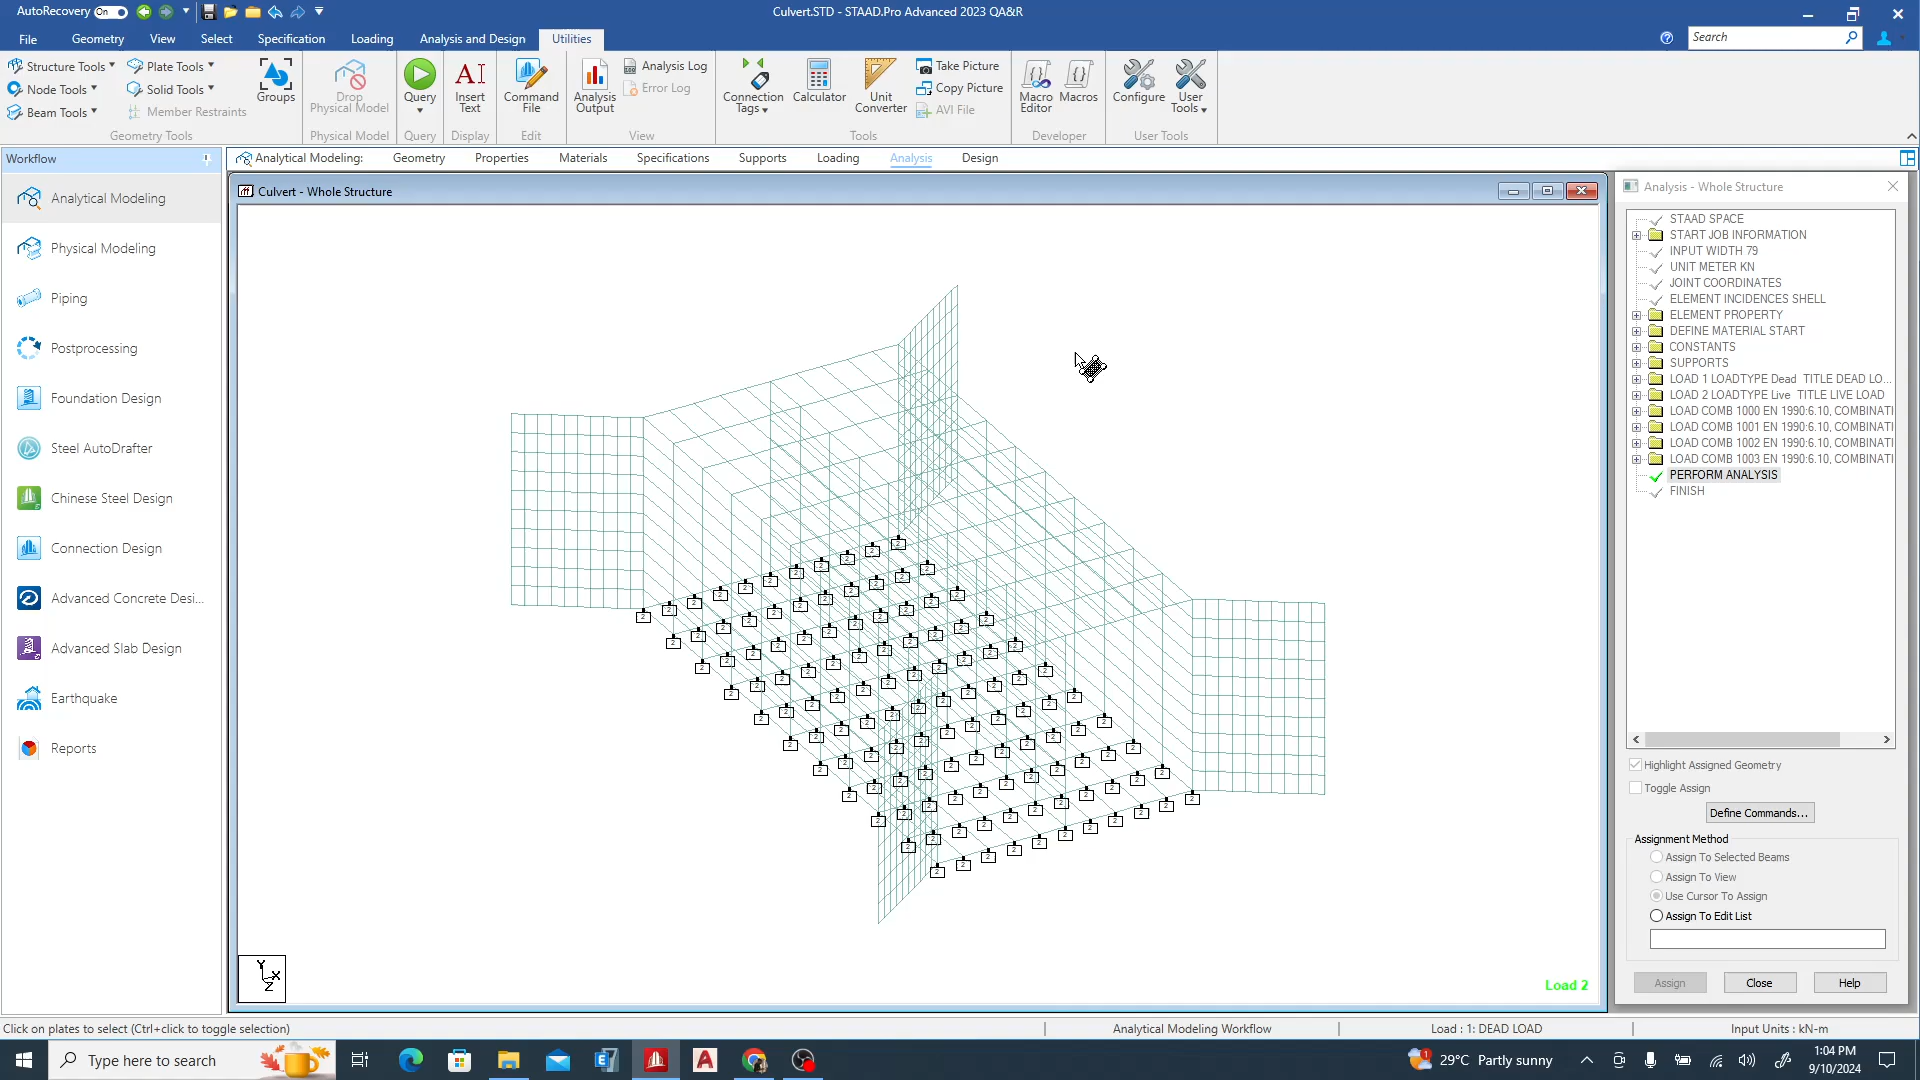 AutoRecovery On
Culvert.STD - STAAD.Pro Advanced 2023 QA&R
File Geometry View Select Specification Loading Analysis and Design Utilities
Search
Structure Tools
Node Tools
Beam Tools
Plate Tools
Solid Tools
Member Restraints
Geometry Tools
Groups
Drop Physical Model
Physical Model
Query
Query
Insert Text
Display
Command File
Edit
Analysis Output
Analysis Log
Error Log
View
Connection Tags
Calculator
Unit Converter
Take Picture
Copy Picture
AVI File
Tools
Macro Editor
Macros
Developer
Configure
User Tools
User Tools
Workflow
Analytical Modeling
Physical Modeling
Piping
Postprocessing
Foundation Design
Steel AutoDrafter
Chinese Steel Design
Connection Design
Advanced Concrete Desi...
Advanced Slab Design
Earthquake
Reports
Analytical Modeling: Geometry Properties Materials Specifications Supports Loading Analysis Design
Culvert - Whole Structure
Y
X
Z
Load 2
Analysis - Whole Structure
STAAD SPACE
START JOB INFORMATION
INPUT WIDTH 79
UNIT METER KN
JOINT COORDINATES
ELEMENT INCIDENCES SHELL
ELEMENT PROPERTY
DEFINE MATERIAL START
CONSTANTS
SUPPORTS
LOAD 1 LOADTYPE Dead TITLE DEAD LO...
LOAD 2 LOADTYPE Live TITLE LIVE LOAD
LOAD COMB 1000 EN 1990:6.10, COMBINATI
LOAD COMB 1001 EN 1990:6.10, COMBINATI
LOAD COMB 1002 EN 1990:6.10, COMBINATI
LOAD COMB 1003 EN 1990:6.10, COMBINATI
PERFORM ANALYSIS
FINISH
Highlight Assigned Geometry
Toggle Assign
Define Commands...
Assignment Method
Assign To Selected Beams
Assign To View
Use Cursor To Assign
Assign To Edit List
Assign Close Help
Click on plates to select (Ctrl+click to toggle selection)
Analytical Modeling Workflow
Load : 1: DEAD LOAD
Input Units : kN-m
Type here to search
29°C Partly sunny
1:04 PM
9/10/2024